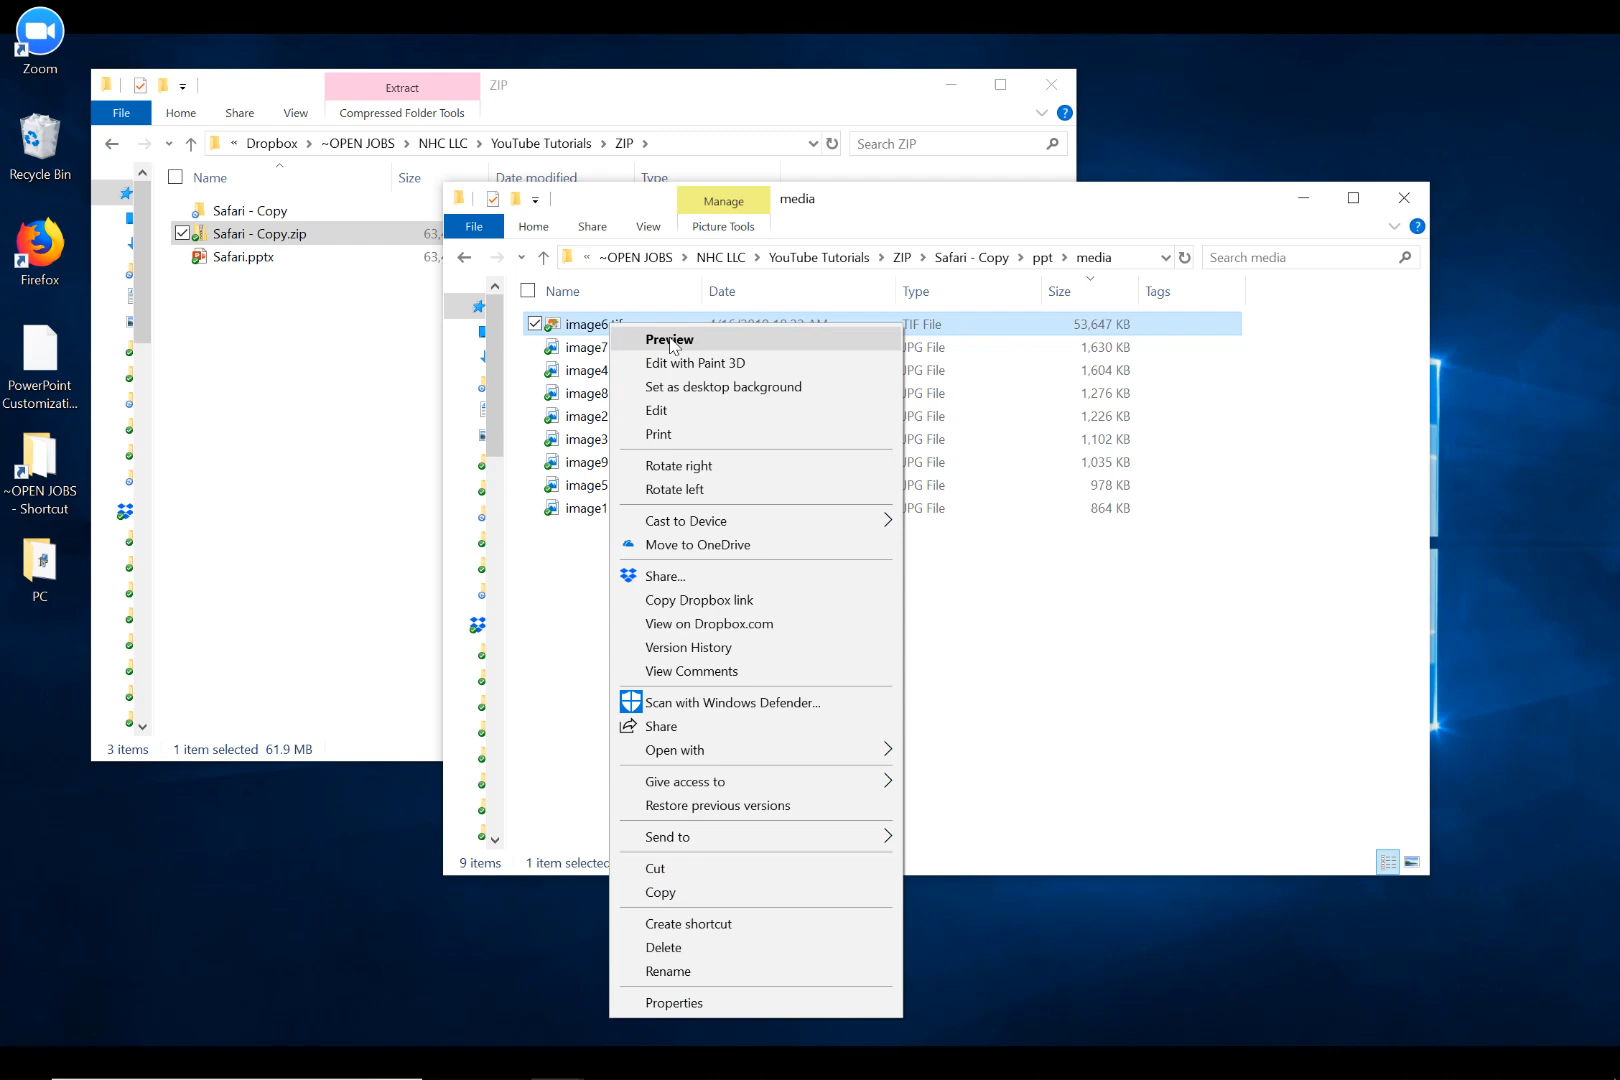 Zoom
Recycle Bin
Firefox
PowerPoint
Customizati...
~OPEN JOBS
- Shortcut
PC
Extract
ZIP
File
Home
Share
View
Compressed Folder Tools
« Dropbox > ~OPEN JOBS > NHC LLC > YouTube Tutorials > ZIP >
Search ZIP
Name
Size
Date modified
Type
Safari - Copy
Safari - Copy.zip
63,
Safari.pptx
63,
3 items
1 item selected 61.9 MB
Manage
media
File
Home
Share
View
Picture Tools
« ~OPEN JOBS > NHC LLC > YouTube Tutorials > ZIP > Safari - Copy > ppt > media
Search media
Name
Date
Type
Size
Tags
image6.tif
TIF File
53,647 KB
image7
JPG File
1,630 KB
image4
JPG File
1,604 KB
image8
JPG File
1,276 KB
image2
JPG File
1,226 KB
image3
JPG File
1,102 KB
image9
JPG File
1,035 KB
image5
JPG File
978 KB
image1
JPG File
864 KB
9 items
1 item selected
Preview
Edit with Paint 3D
Set as desktop background
Edit
Print
Rotate right
Rotate left
Cast to Device
Move to OneDrive
Share...
Copy Dropbox link
View on Dropbox.com
Version History
View Comments
Scan with Windows Defender...
Share
Open with
Give access to
Restore previous versions
Send to
Cut
Copy
Create shortcut
Delete
Rename
Properties